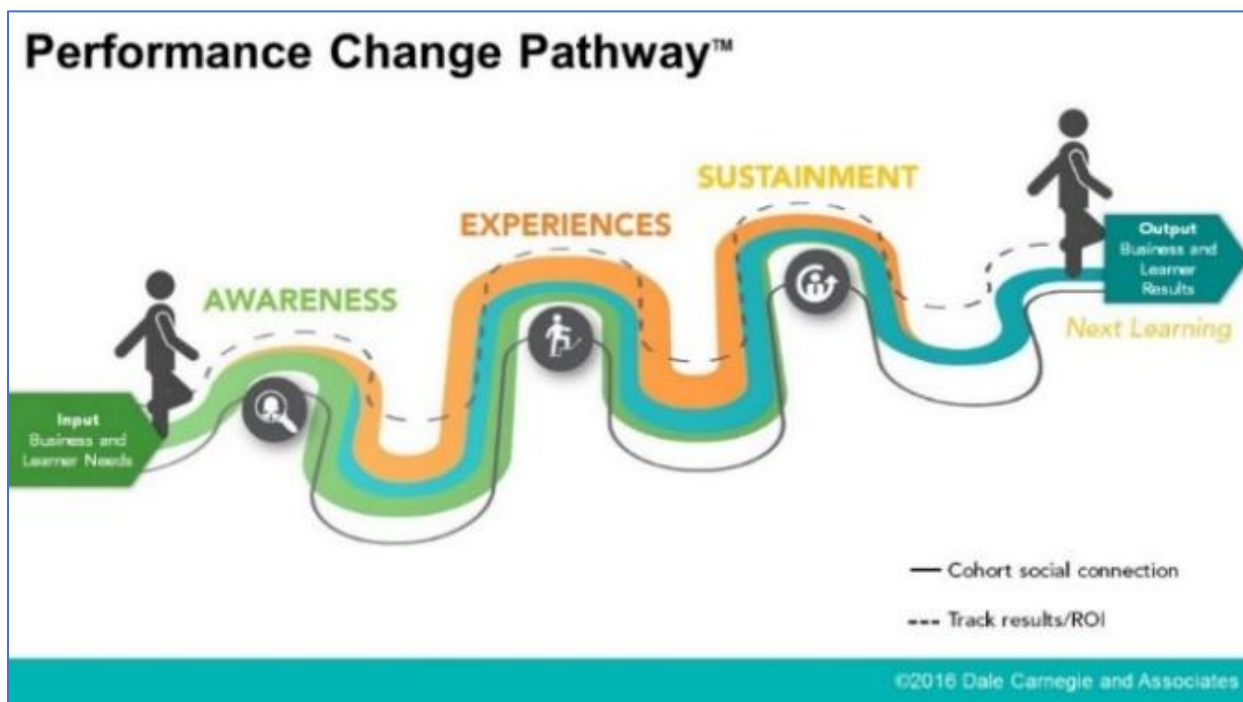 Performance Change Pathway™
SUSTAINMENT
EXPERIENCES
AWARENESS
Input
Business and
Learner Needs
Output
Business and
Learner
Results
Next Learning
Cohort social connection
Track results/ROI
©2016 Dale Carnegie and Associates